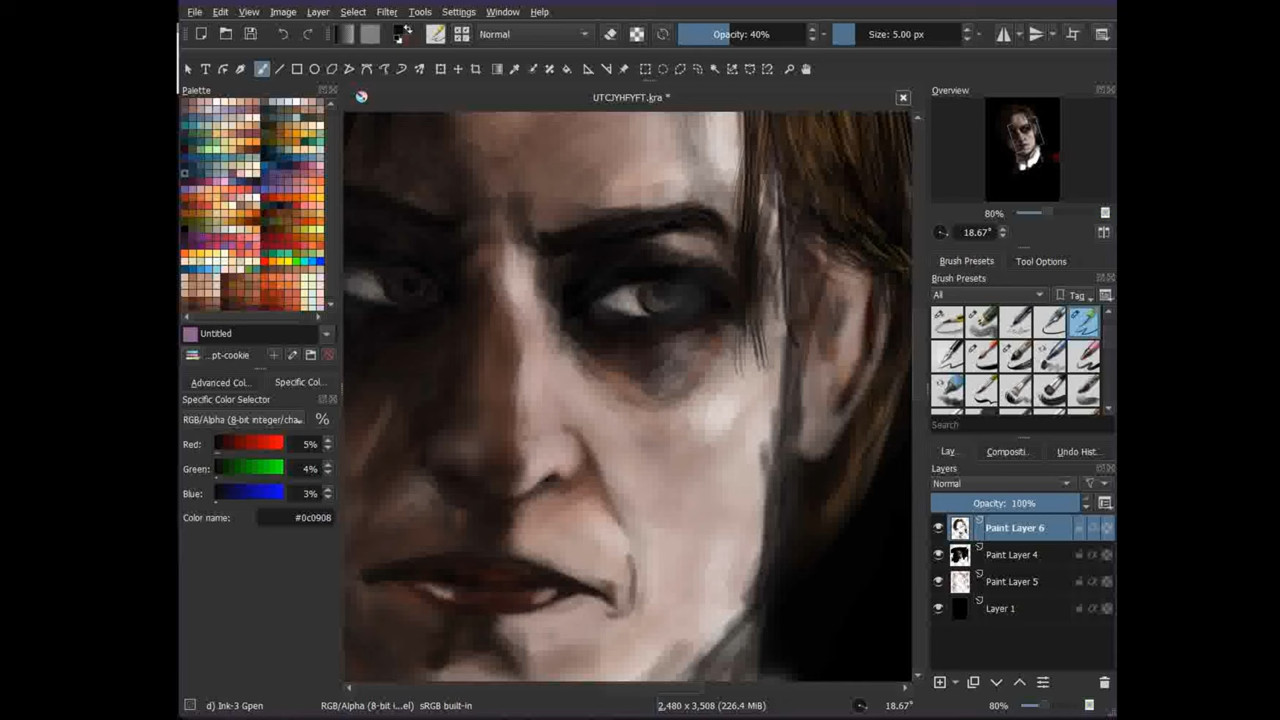 File Edit View Image Layer Select Filter Tools Settings Window Help
Normal Opacity: 40% Size: 5.00 px
Palette
UTCJYHFYFT.kra *
Overview
80%
18.67°
Brush Presets Tool Options
Brush Presets
All Tag
Untitled
...pt-cookie
Advanced Col... Specific Col...
Specific Color Selector
RGB/Alpha (8-bit integer/cha... %
Red: 5%
Green: 4%
Blue: 3%
Color name: #0c0908
Search
Lay... Compositi... Undo Hist...
Layers
Normal
Opacity: 100%
Paint Layer 6
Paint Layer 4
Paint Layer 5
Layer 1
d) Ink-3 Gpen RGB/Alpha (8-bit i...el) sRGB built-in 2,480 x 3,508 (226.4 MiB) 18.67° 80%